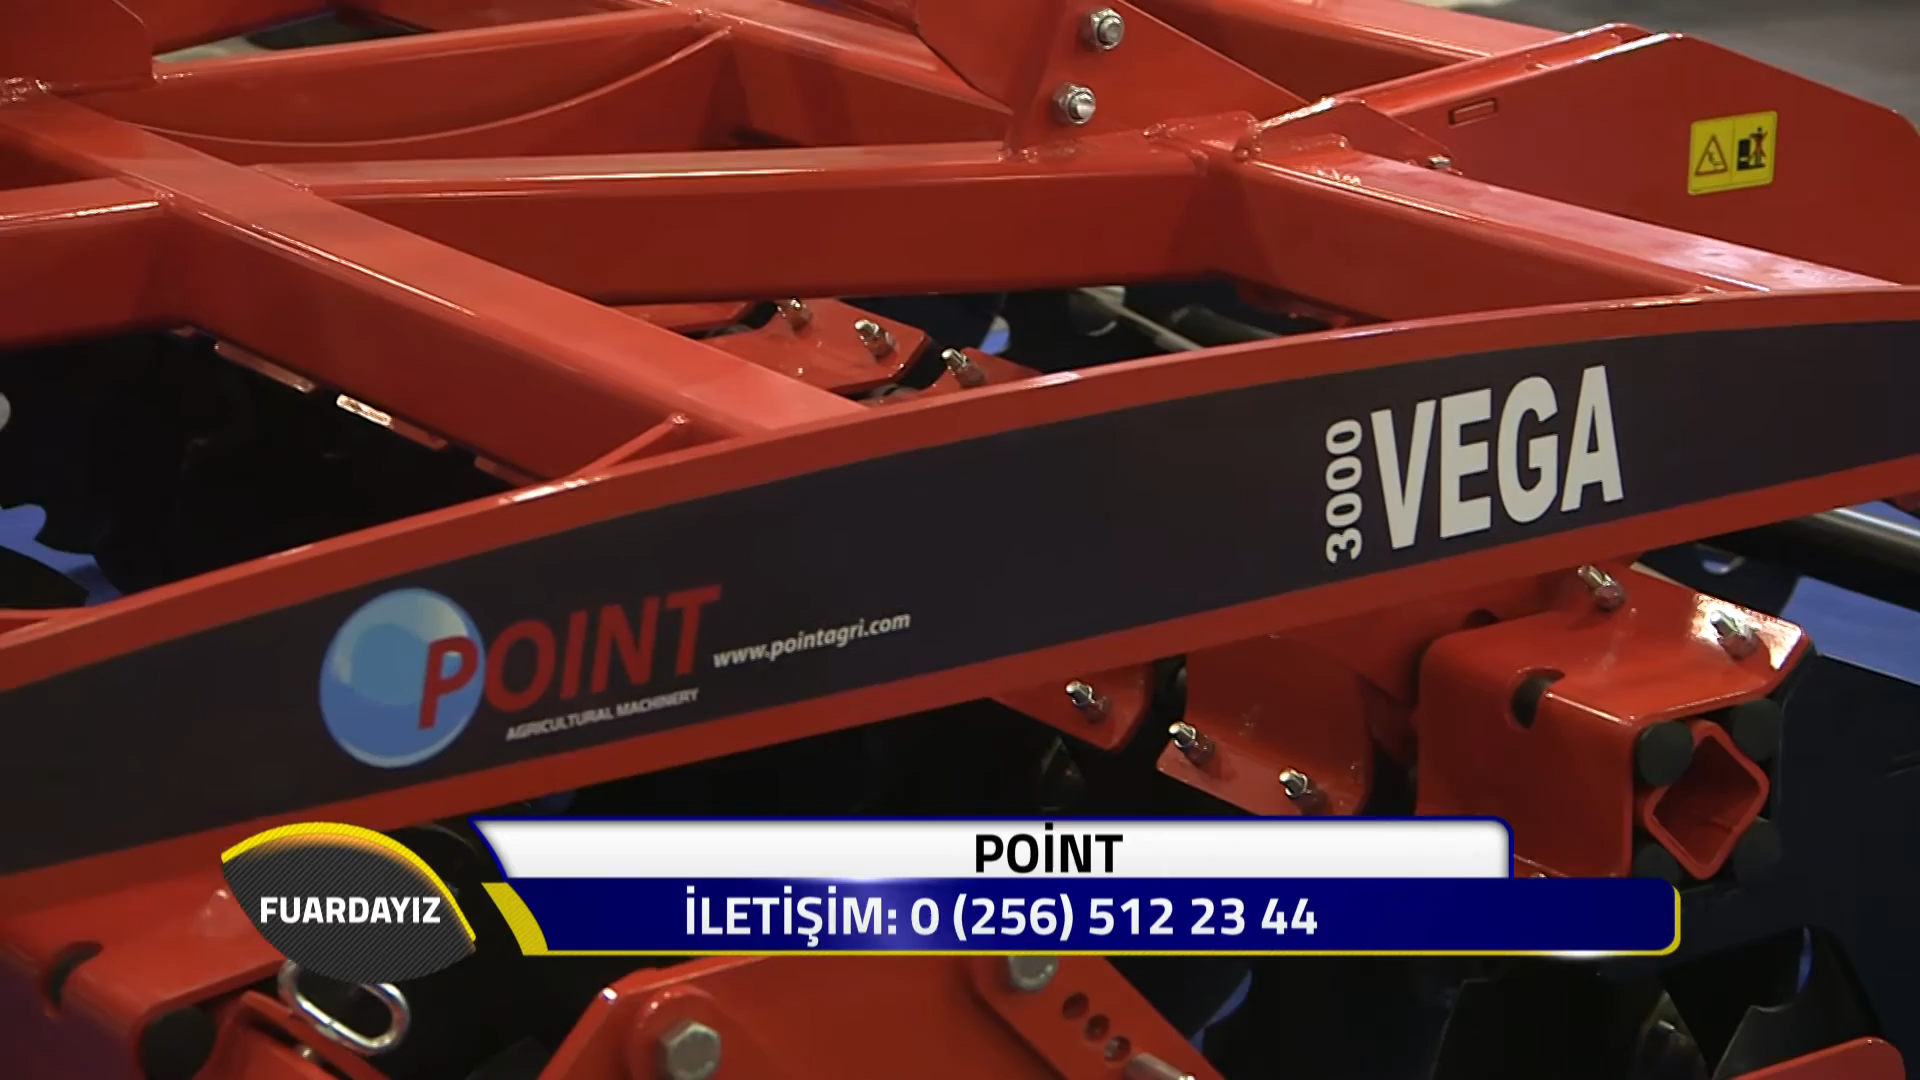 3000
VEGA
POINT
www.pointagri.com
AGRICULTURAL MACHINERY
POİNT
FUARDAYIZ
İLETİŞİM: 0 (256) 512 23 44